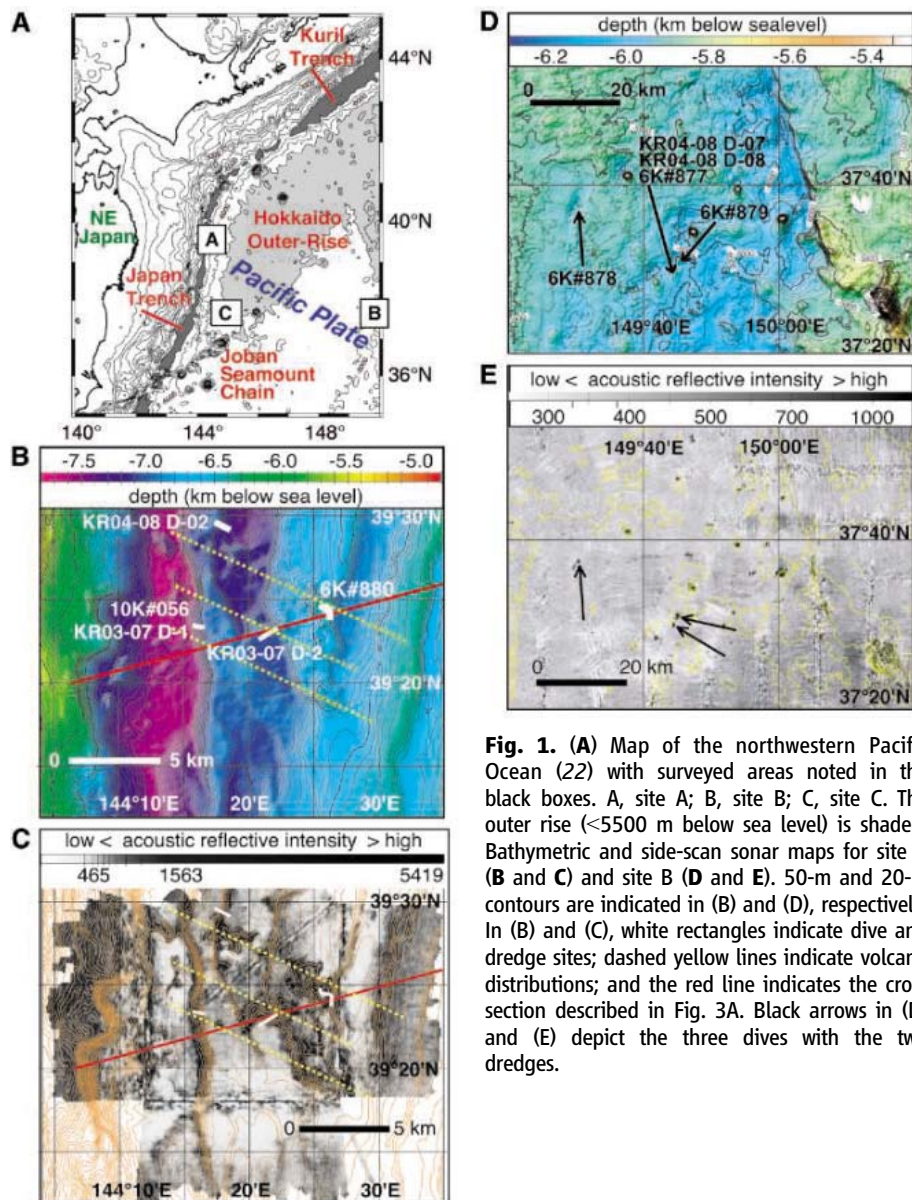 A
Kuril
Trench
44°N
NE
Japan
Hokkaido
Outer-Rise
40°N
A
Pacific Plate
Japan
Trench
C
B
Joban
Seamount
Chain
36°N
140°
144°
148°
B
-7.5 -7.0 -6.5 -6.0 -5.5 -5.0
depth (km below sea level)
39°30'N
KR04-08 D-02
6K#880
10K#056
KR03-07 D-1
KR03-07 D-2
39°20'N
0 5 km
144°10'E 20'E 30'E
C
low < acoustic reflective intensity > high
465 1563 5419
39°30'N
39°20'N
0 5 km
144°10'E 20'E 30'E
D
depth (km below sealevel)
-6.2 -6.0 -5.8 -5.6 -5.4
0 20 km
KR04-08 D-07
KR04-08 D-08
6K#877
37°40'N
6K#879
6K#878
149°40'E 150°00'E
37°20'N
E
low < acoustic reflective intensity > high
300 400 500 700 1000
149°40'E 150°00'E
37°40'N
0 20 km
37°20'N
Fig. 1. (A) Map of the northwestern Pacif
Ocean (22) with surveyed areas noted in th
black boxes. A, site A; B, site B; C, site C. Th
outer rise (<5500 m below sea level) is shade
Bathymetric and side-scan sonar maps for site
(B and C) and site B (D and E). 50-m and 20-
contours are indicated in (B) and (D), respectivel
In (B) and (C), white rectangles indicate dive an
dredge sites; dashed yellow lines indicate volcan
distributions; and the red line indicates the cro
section described in Fig. 3A. Black arrows in (D
and (E) depict the three dives with the tw
dredges.